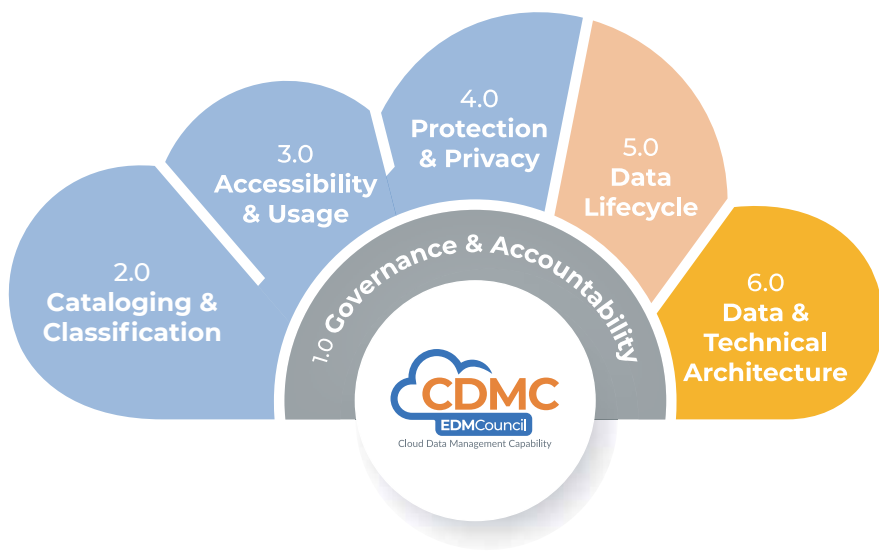 4.0
Protection
& Privacy
3.0
Accessibility
& Usage
5.0
Data
Lifecycle
2.0
Cataloging &
Classification
1.0 Governance & Accountability
6.0
Data &
Technical
Architecture
CDMC
EDMCouncil
Cloud Data Management Capability